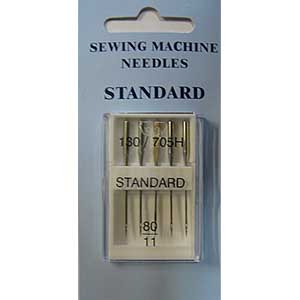 SEWING MACHINE
NEEDLES
STANDARD
130 / 705H
STANDARD
80
11